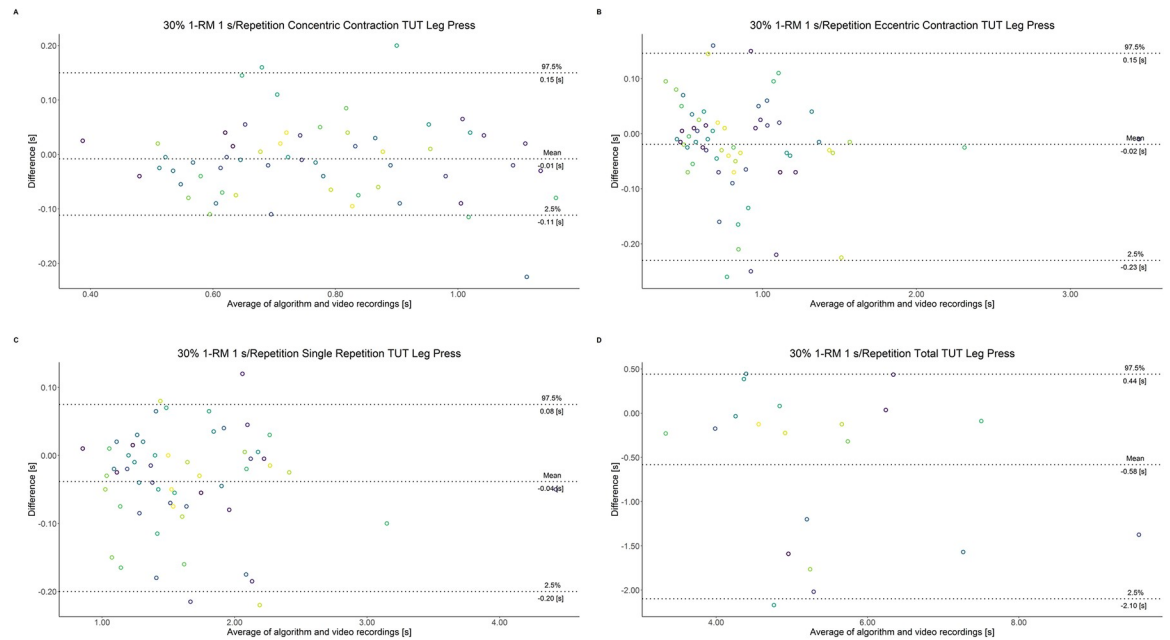 A
30% 1-RM 1 s/Repetition Concentric Contraction TUT Leg Press
0.20
0.10
0.00
-0.10
-0.20
Difference [s]
97.5%
0.15 [s]
Mean
-0.01 [s]
2.5%
-0.11 [s]
0.40
0.60
0.80
1.00
Average of algorithm and video recordings [s]
B
30% 1-RM 1 s/Repetition Eccentric Contraction TUT Leg Press
0.10
0.00
-0.10
-0.20
Difference [s]
97.5%
0.15 [s]
Mean
-0.02 [s]
2.5%
-0.23 [s]
1.00
2.00
3.00
Average of algorithm and video recordings [s]
C
30% 1-RM 1 s/Repetition Single Repetition TUT Leg Press
0.10
0.00
-0.10
-0.20
Difference [s]
97.5%
0.08 [s]
Mean
-0.04 [s]
2.5%
-0.20 [s]
1.00
2.00
3.00
4.00
Average of algorithm and video recordings [s]
D
30% 1-RM 1 s/Repetition Total TUT Leg Press
0.50
0.00
-0.50
-1.00
-1.50
-2.00
Difference [s]
97.5%
0.44 [s]
Mean
-0.58 [s]
2.5%
-2.10 [s]
4.00
6.00
8.00
Average of algorithm and video recordings [s]